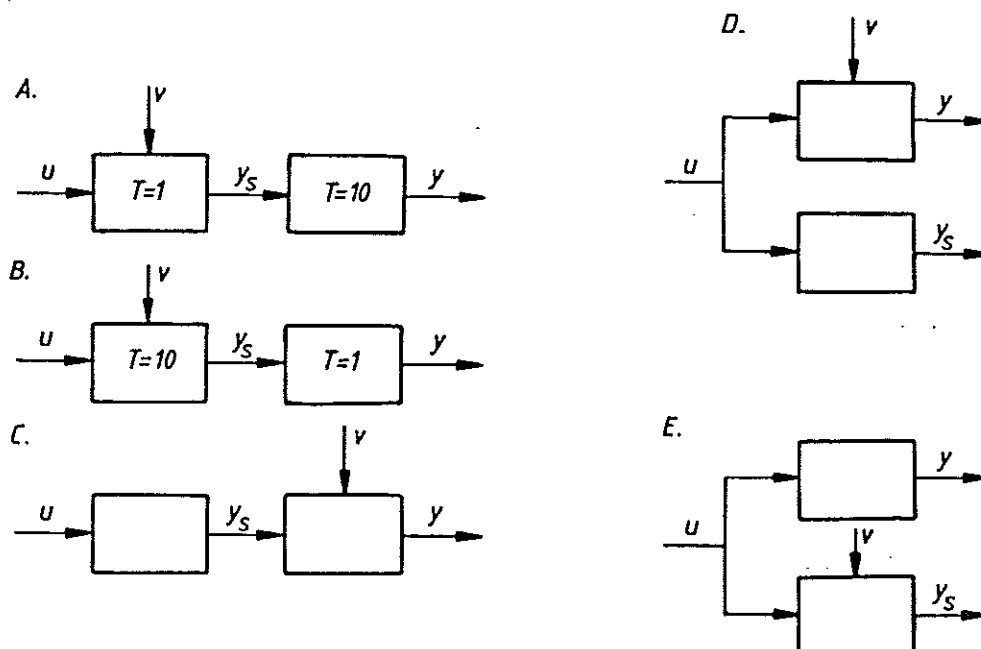 A.
v
u
T=1
y_s
T=10
y
B.
v
u
T=10
y_s
T=1
y
C.
v
u
y_s
y
D.
v
y
u
y_s
E.
y
u
v
y_s